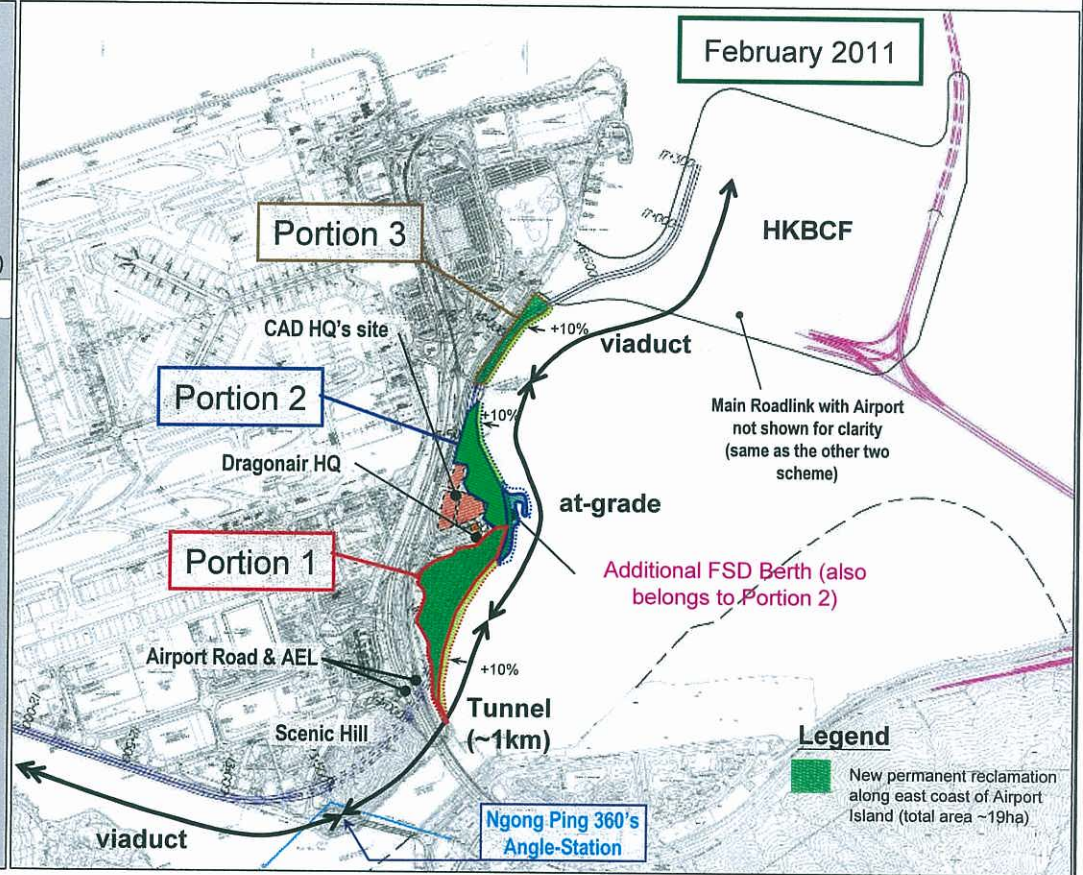 February 2011
Portion 3
HKBCF
CAD HQ's site
+10%
viaduct
Portion 2
+10%
Main Roadlink with Airport
not shown for clarity
(same as the other two
scheme)
Dragonair HQ
at-grade
Portion 1
Additional FSD Berth (also
belongs to Portion 2)
Airport Road & AEL
+10%
Tunnel
(~1km)
Scenic Hill
Legend
New permanent reclamation
along east coast of Airport
Island (total area ~19ha)
Ngong Ping 360's
Angle-Station
viaduct